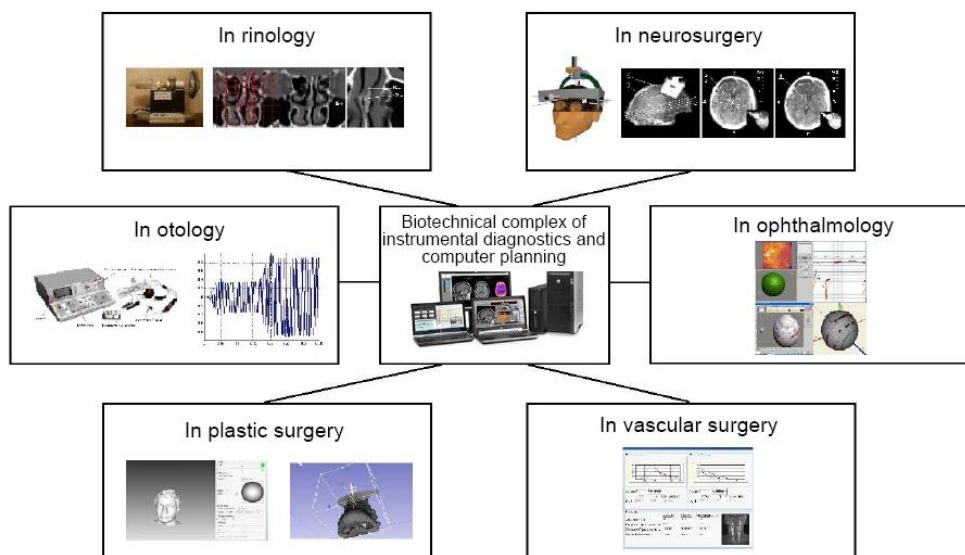 In rinology
In neurosurgery
In otology
Biotechnical complex of
instrumental diagnostics and
computer planning
In ophthalmology
In plastic surgery
In vascular surgery